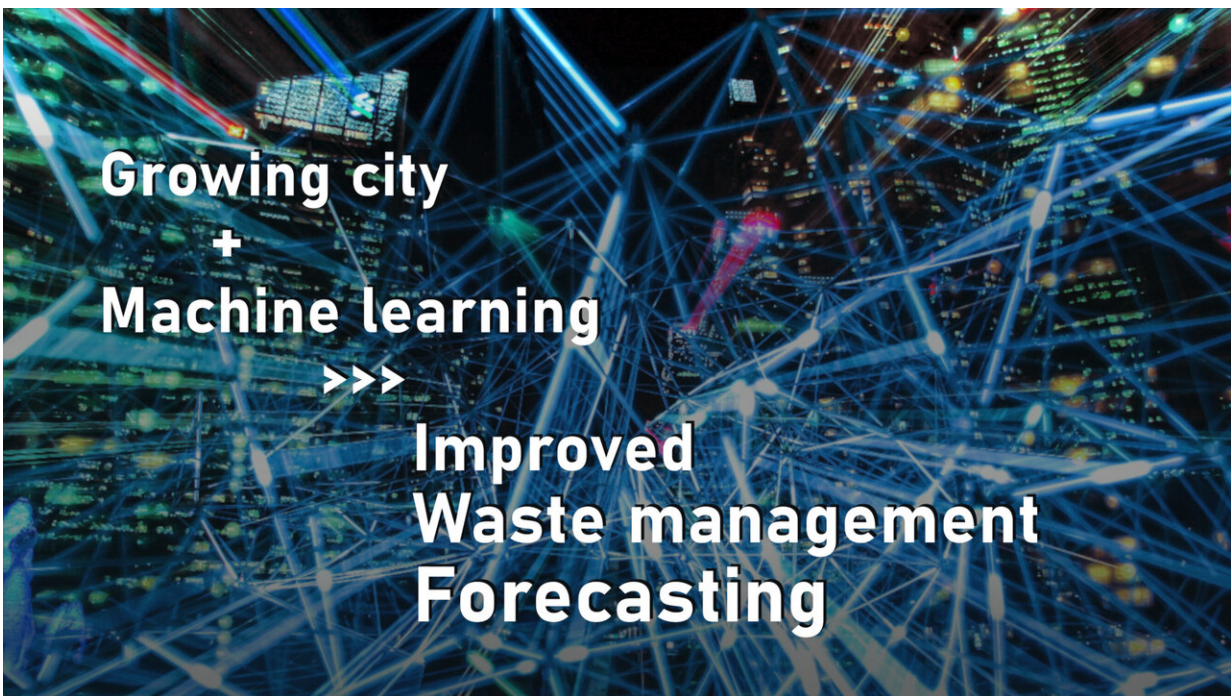 Growing city
+
Machine learning
>>>
Improved
Waste management
Forecasting